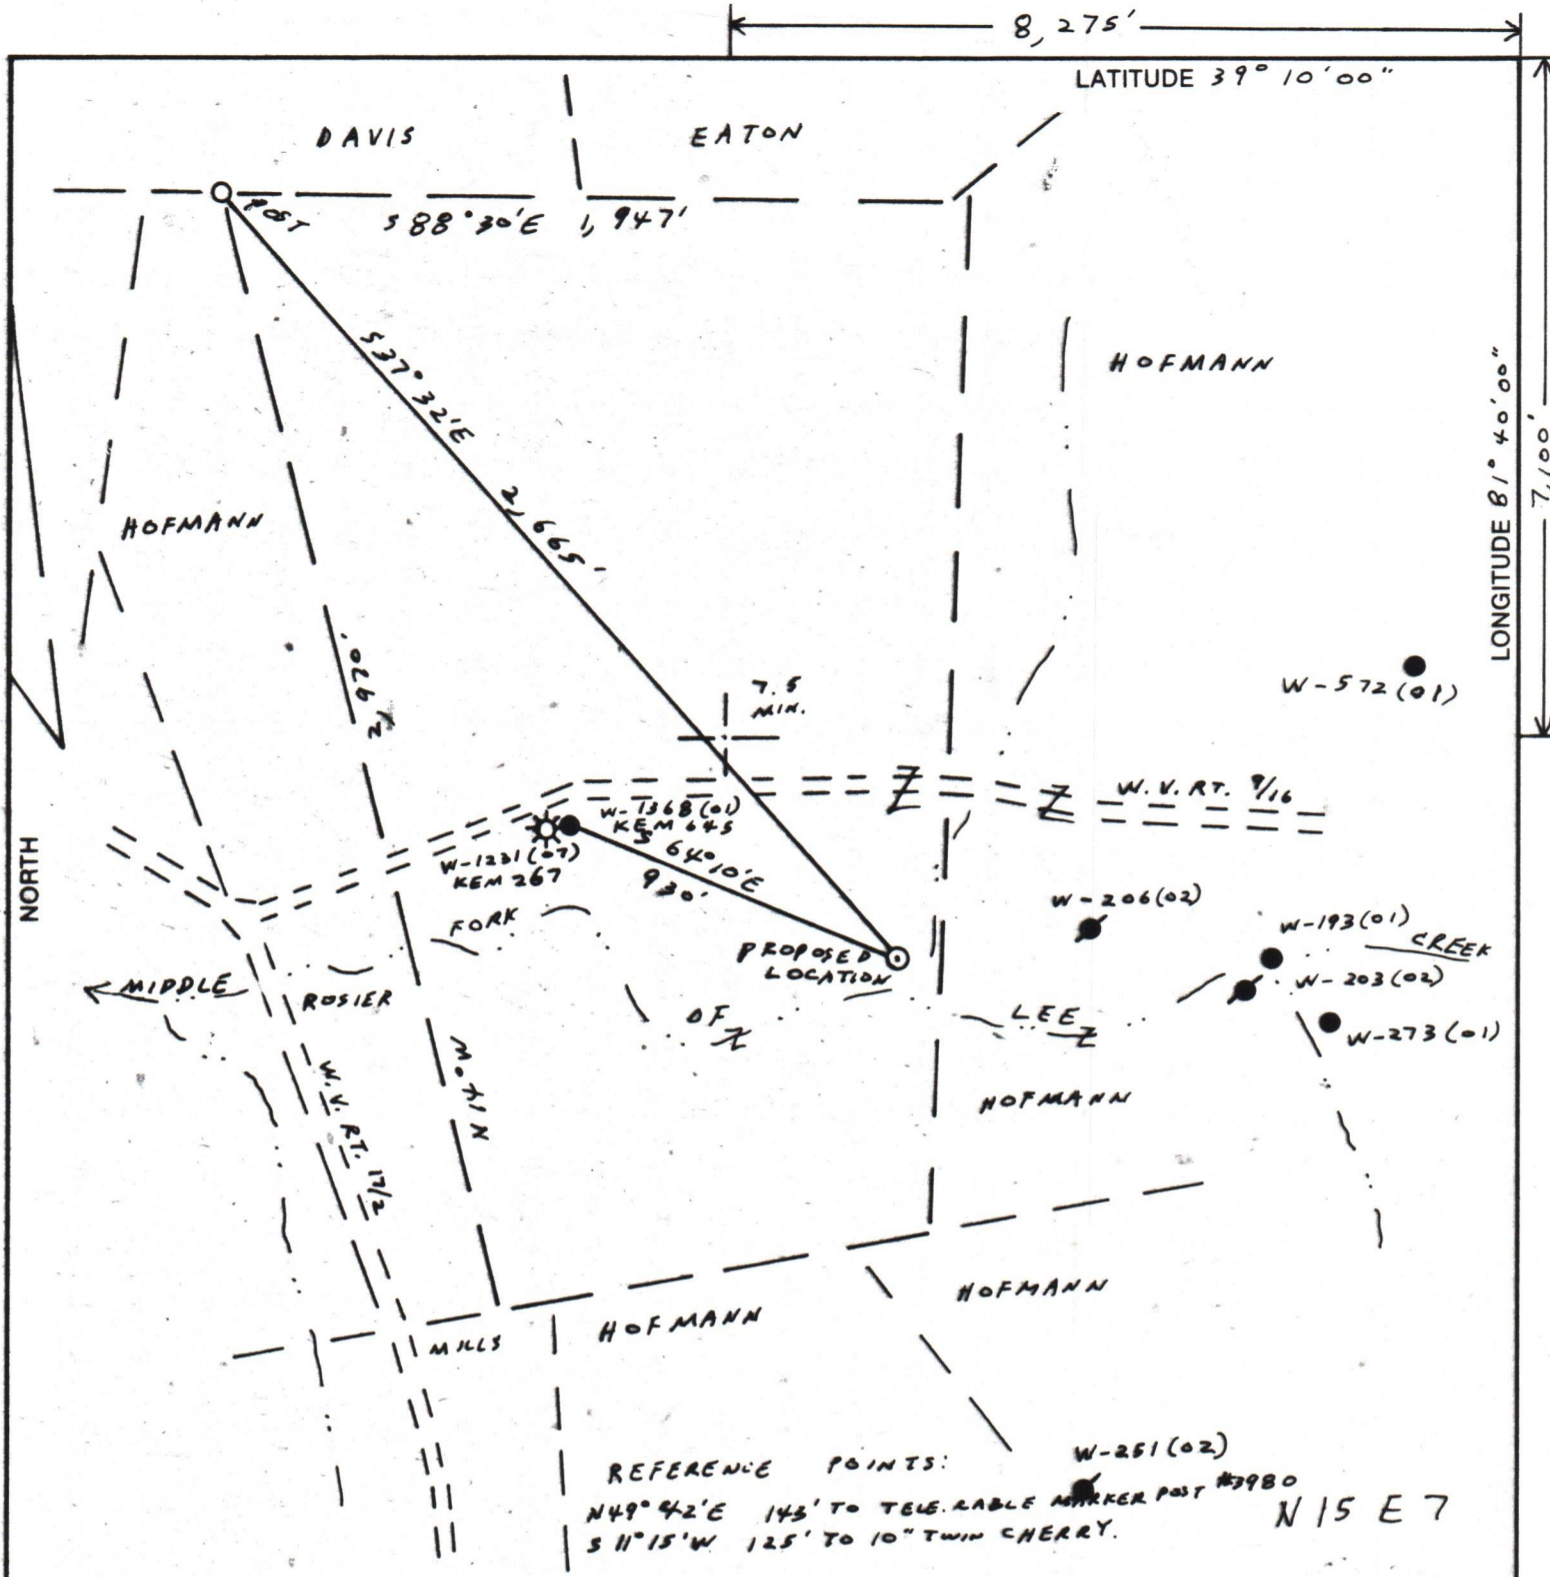 8,275'
LATITUDE 39° 10' 00"
DAVIS
EATON
POST
S 88° 30' E 1,947'
S 37° 32' E
2,665'
HOFMANN
HOFMANN
LONGITUDE 81° 40' 00"
7,100'
2,920'
7.5
MIN.
W-572 (01)
W.V. RT. 9/16
W-1368 (01)
KEM 645
W-1231 (07)
KEM 267
S 64° 10' E
930'
NORTH
W-206 (02)
W-193 (01)
CREEK
W-203 (02)
W-273 (01)
PROPOSED
LOCATION
FORK
MIDDLE
ROSIER
OF
LEE
W.V. RT. 17/2
HOFMANN
HOFMANN
HOFMANN
MILLS
REFERENCE POINTS:
W-251 (02)
N 49° 42' E 143' TO TELE. CABLE MARKER POST #3980
S 11° 15' W 125' TO 10" TWIN CHERRY.
N 15 E 7